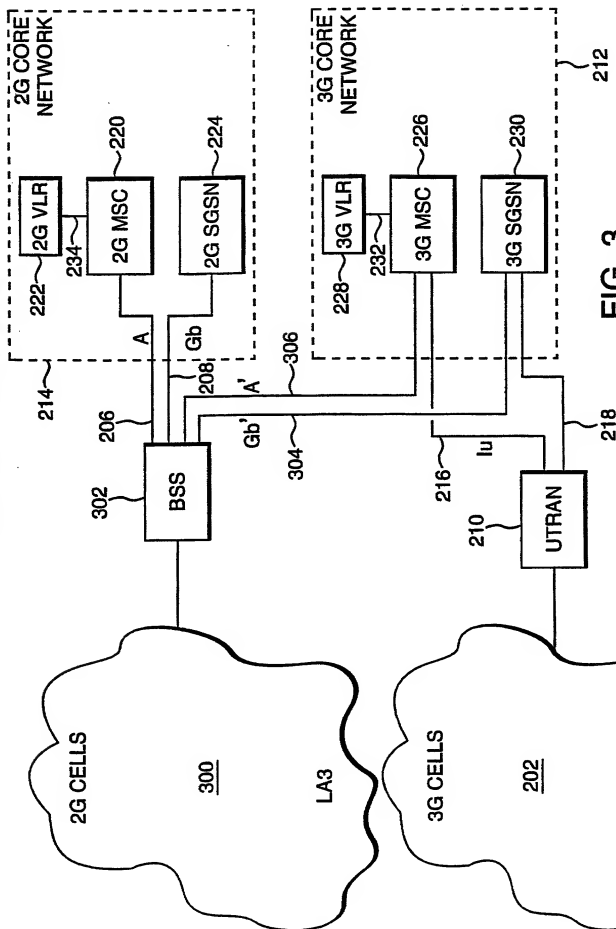 2G CORE
NETWORK
2G VLR
222
234
2G MSC
220
2G SGSN
224
214
A
Gb
206
208
302
BSS
A'
306
Gb'
304
2G CELLS
300
LA3
3G CORE
NETWORK
212
3G VLR
228
232
3G MSC
226
3G SGSN
230
216
Iu
218
210
UTRAN
3G CELLS
202
FIG. 3